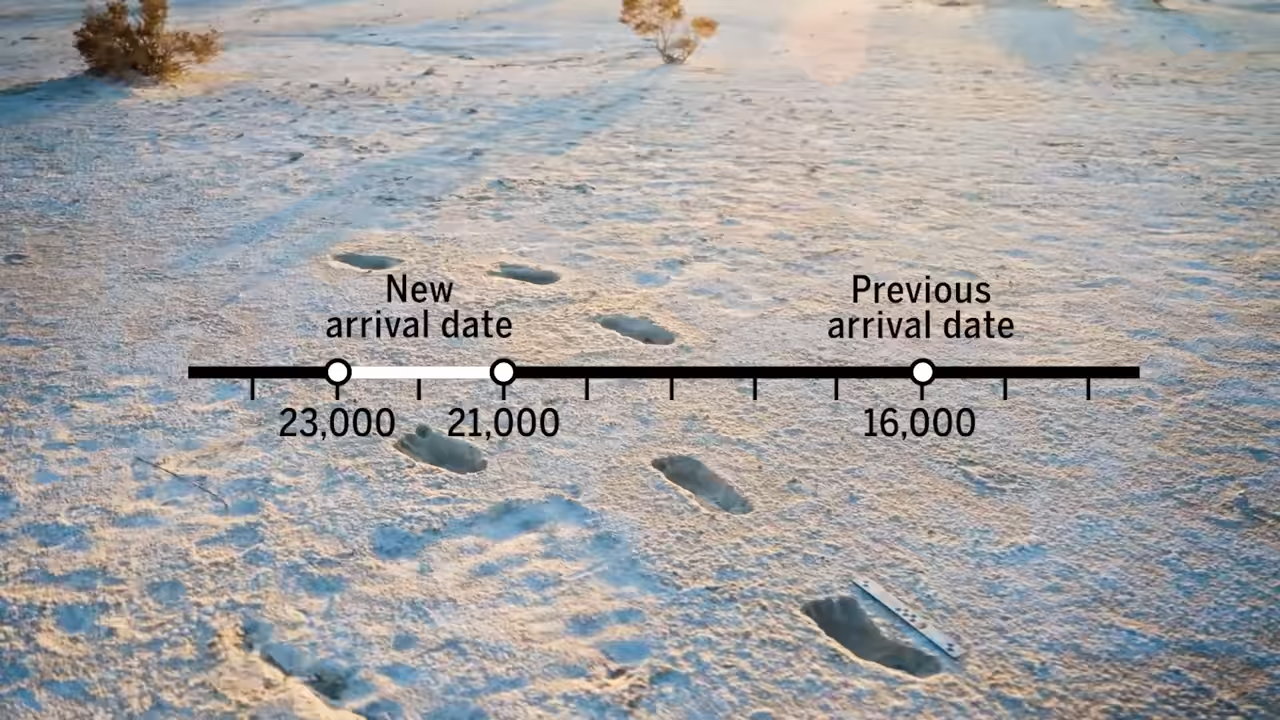 New
arrival date
Previous
arrival date
23,000
21,000
16,000